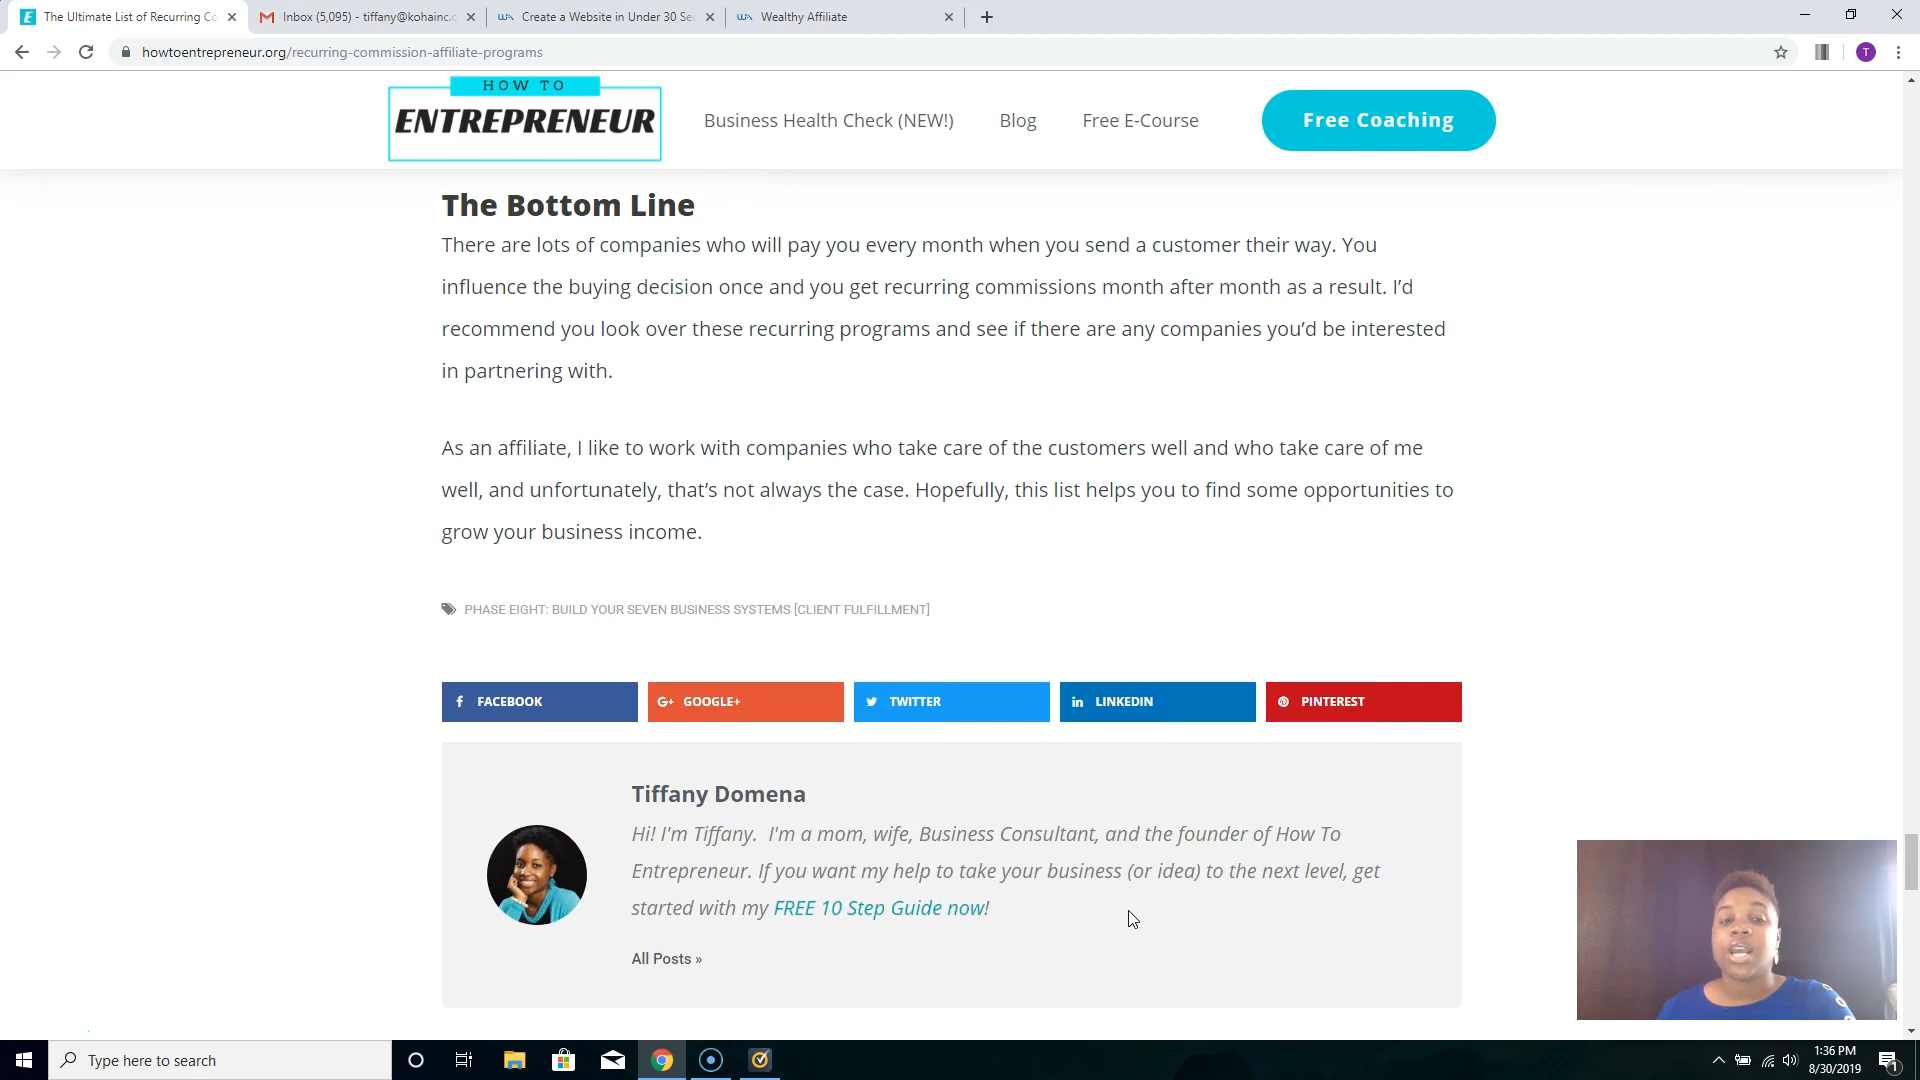 The Ultimate List of Recurring Co
Inbox (5,095) - tiffany@kohainc.c
Create a Website in Under 30 Sec
Wealthy Affiliate
howtoentrepreneur.org/recurring-commission-affiliate-programs
T
HOW TO
ENTREPRENEUR
Business Health Check (NEW!)
Blog
Free E-Course
Free Coaching
The Bottom Line
There are lots of companies who will pay you every month when you send a customer their way. You
influence the buying decision once and you get recurring commissions month after month as a result. I’d
recommend you look over these recurring programs and see if there are any companies you’d be interested
in partnering with.
As an affiliate, I like to work with companies who take care of the customers well and who take care of me
well, and unfortunately, that’s not always the case. Hopefully, this list helps you to find some opportunities to
grow your business income.
PHASE EIGHT: BUILD YOUR SEVEN BUSINESS SYSTEMS [CLIENT FULFILLMENT]
FACEBOOK
GOOGLE+
TWITTER
LINKEDIN
PINTEREST
Tiffany Domena
Hi! I'm Tiffany. I'm a mom, wife, Business Consultant, and the founder of How To
Entrepreneur. If you want my help to take your business (or idea) to the next level, get
started with my FREE 10 Step Guide now!
All Posts »
Type here to search
1:36 PM
8/30/2019
1